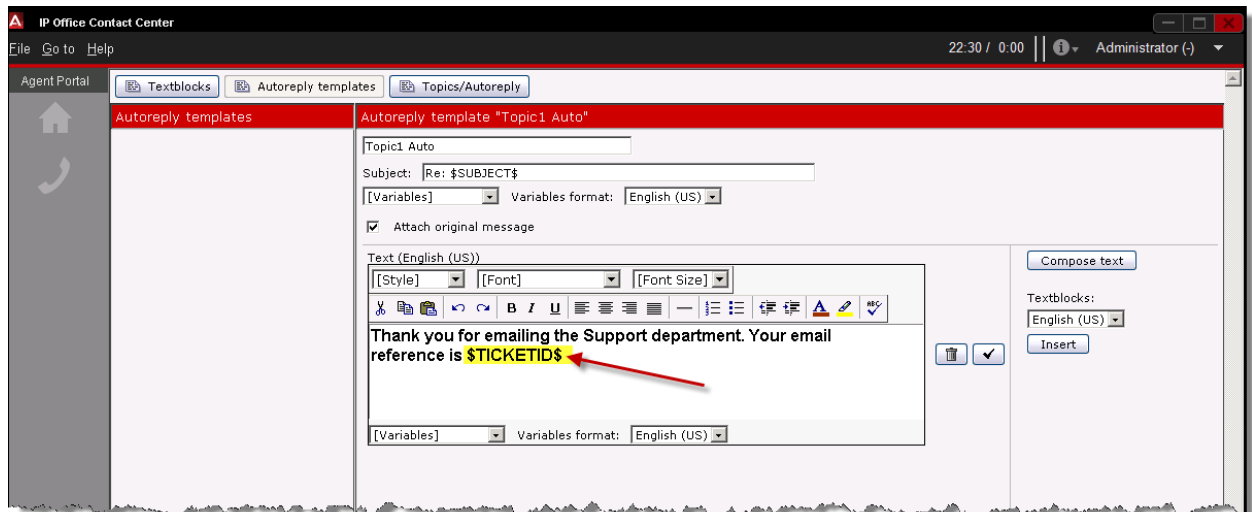 IP Office Contact Center
File Go to Help
22:30 / 0:00 Administrator (-)
Agent Portal
Textblocks Autoreply templates Topics/Autoreply
Autoreply templates
Autoreply template "Topic1 Auto"
Topic1 Auto
Subject: Re: $SUBJECT$
[Variables] Variables format: English (US)
Attach original message
Text (English (US))
[Style] [Font] [Font Size]
B I U A ABC
Thank you for emailing the Support department. Your email
reference is $TICKETID$
[Variables] Variables format: English (US)
Compose text
Textblocks:
English (US)
Insert